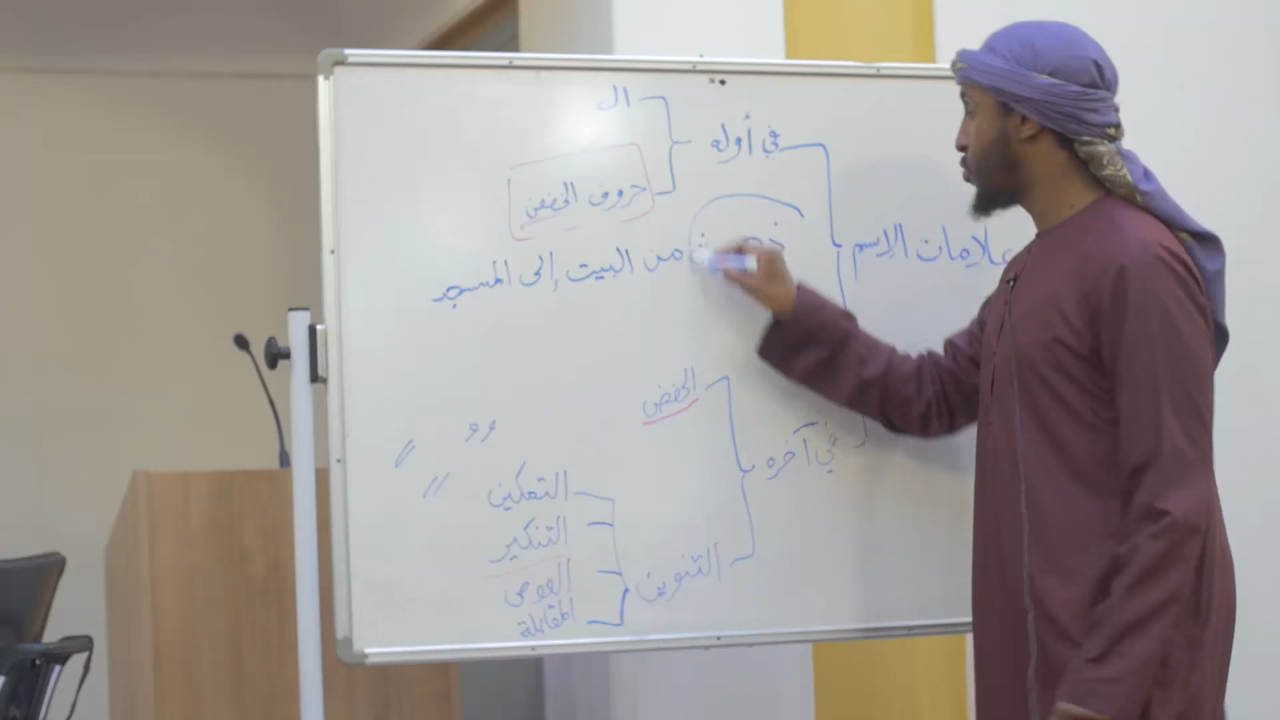 علامات الاسم
في أوله
ال
حروف الخفض
من البيت إلى المسجد
في آخره
الخفض
التنوين
التمكين
التنكير
العوض
المقابلة